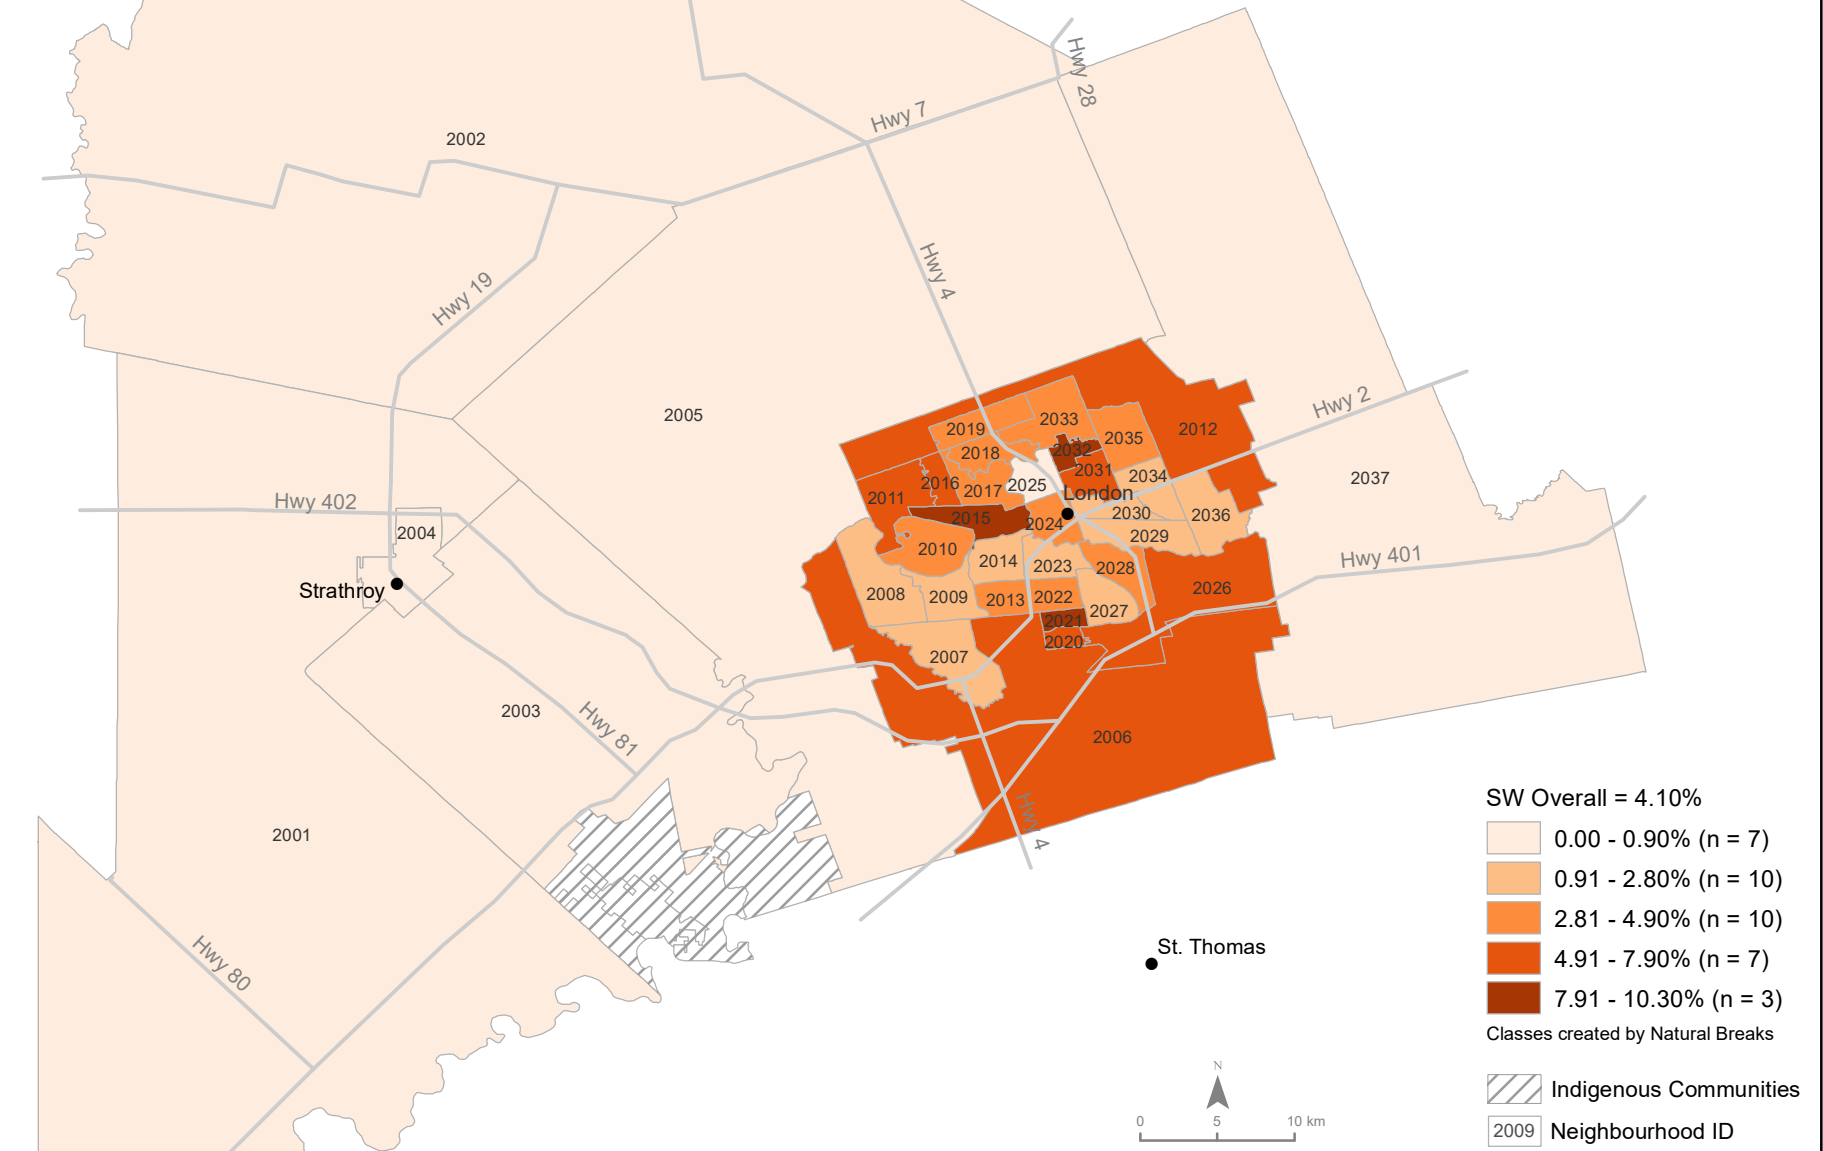 Hwy 28
Hwy 7
2002
Hwy 4
Hwy 19
Hwy 2
2005
2033
2019
2012
2035
2032
2018
2031
2034
2037
2016
2025
2017
2011
London
Hwy 402
2030
2036
2015
2024
2004
2029
2010
Hwy 401
2014
2023
2028
2026
Strathroy
2008
2009
2013
2022
2027
2021
2020
2007
2003
Hwy 81
2006
Hwy 4
2001
St. Thomas
Hwy 80
SW Overall = 4.10%
0.00 - 0.90% (n = 7)
0.91 - 2.80% (n = 10)
2.81 - 4.90% (n = 10)
4.91 - 7.90% (n = 7)
7.91 - 10.30% (n = 3)
Classes created by Natural Breaks
N
Indigenous Communities
0 5 10 km
2009 Neighbourhood ID